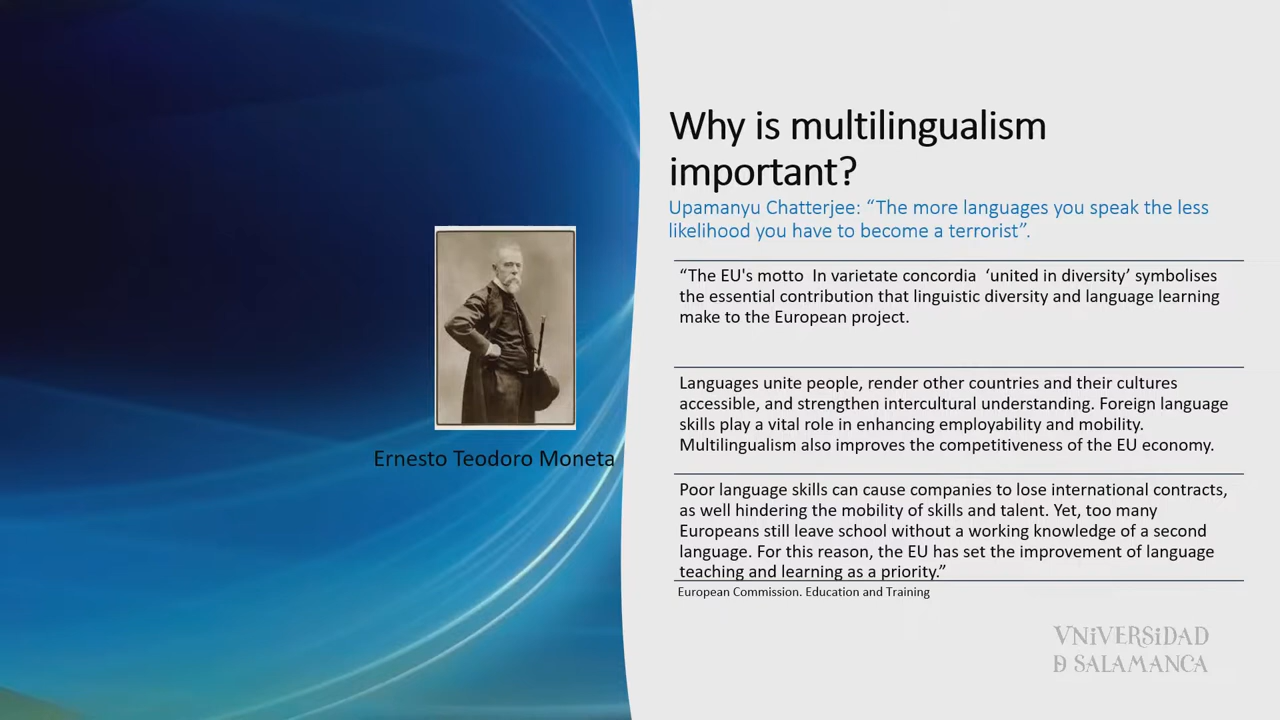 Why is multilingualism
important?
Upamanyu Chatterjee: “The more languages you speak the less
likelihood you have to become a terrorist”.
“The EU's motto  In varietate concordia  ‘united in diversity’ symbolises
the essential contribution that linguistic diversity and language learning
make to the European project.
Languages unite people, render other countries and their cultures
accessible, and strengthen intercultural understanding. Foreign language
skills play a vital role in enhancing employability and mobility.
Multilingualism also improves the competitiveness of the EU economy.
Poor language skills can cause companies to lose international contracts,
as well hindering the mobility of skills and talent. Yet, too many
Europeans still leave school without a working knowledge of a second
language. For this reason, the EU has set the improvement of language
teaching and learning as a priority.”
European Commission. Education and Training
Ernesto Teodoro Moneta
VNiVERSiDAD
Ð SALAMANCA